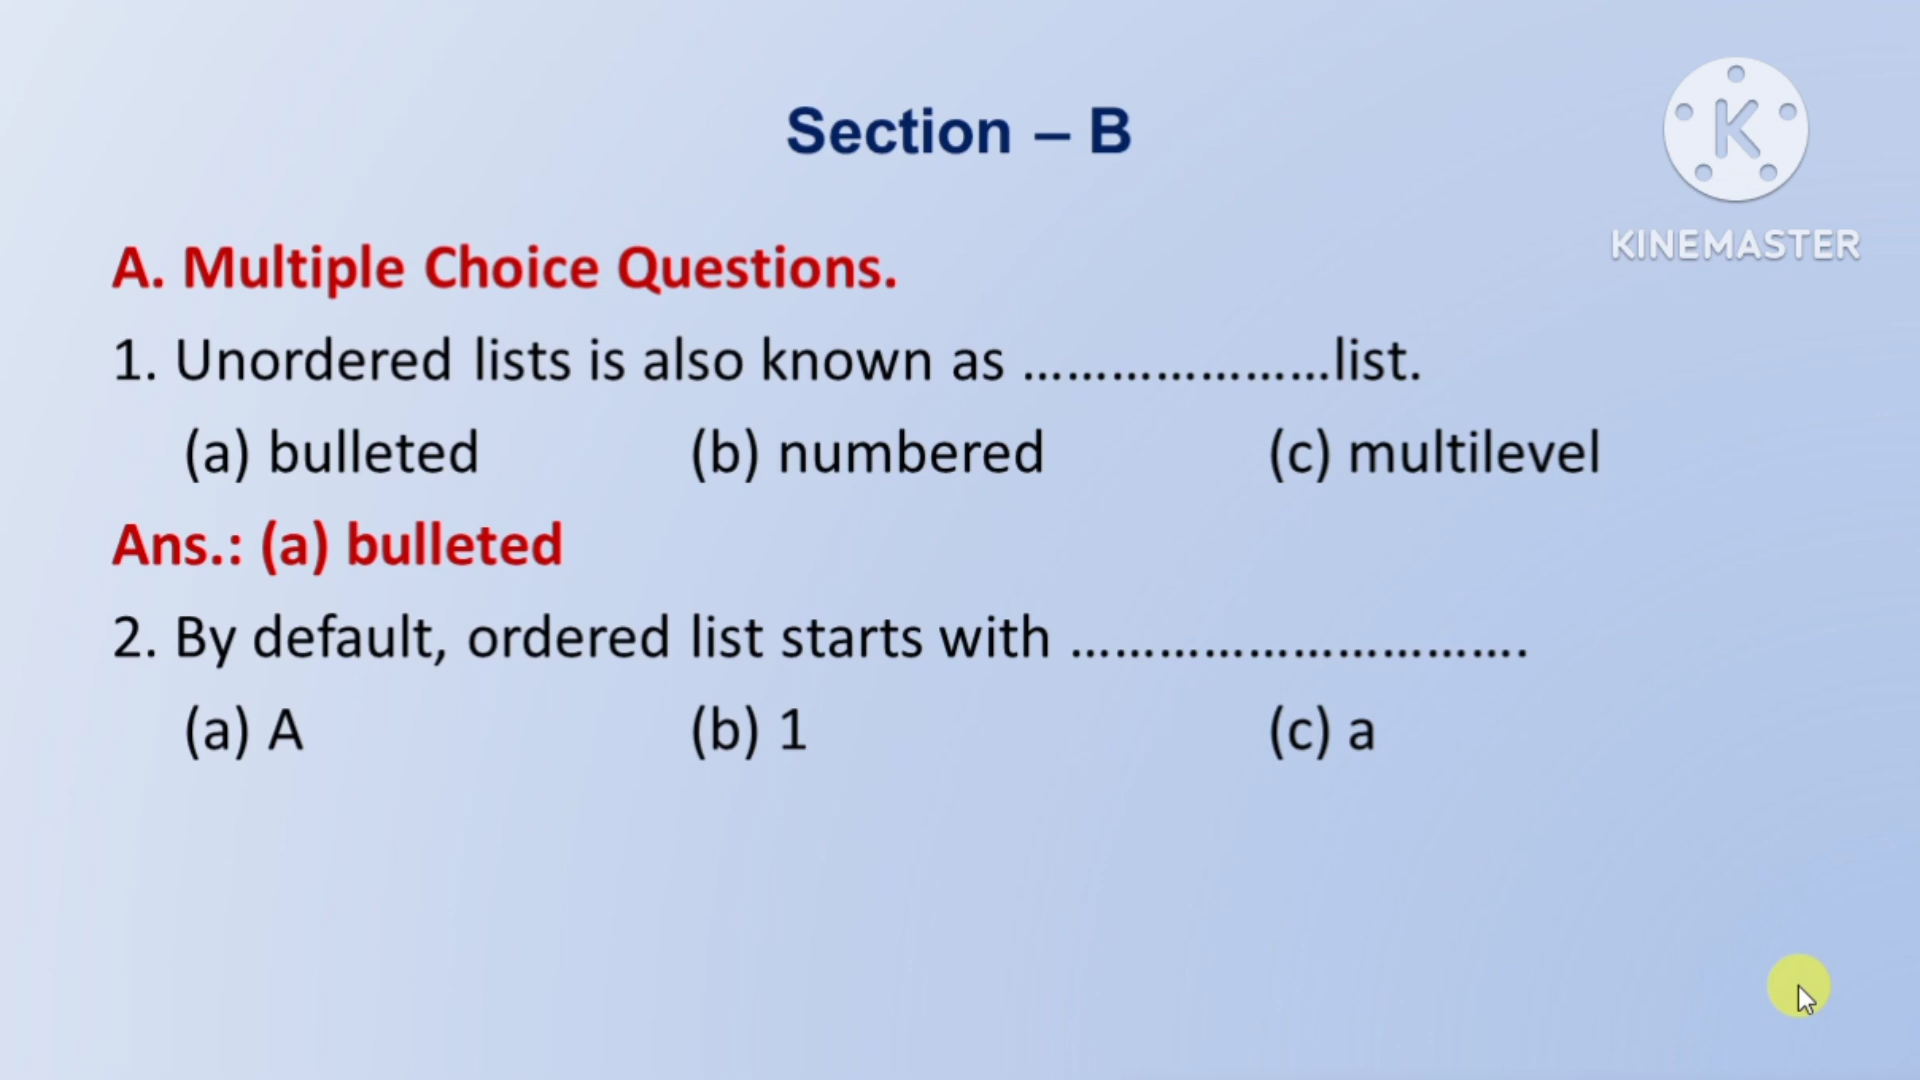 Section – B
K
KINEMASTER
A. Multiple Choice Questions.
1. Unordered lists is also known as .....................list.
(a) bulleted (b) numbered (c) multilevel
Ans.: (a) bulleted
2. By default, ordered list starts with ...............................
(a) A (b) 1 (c) a